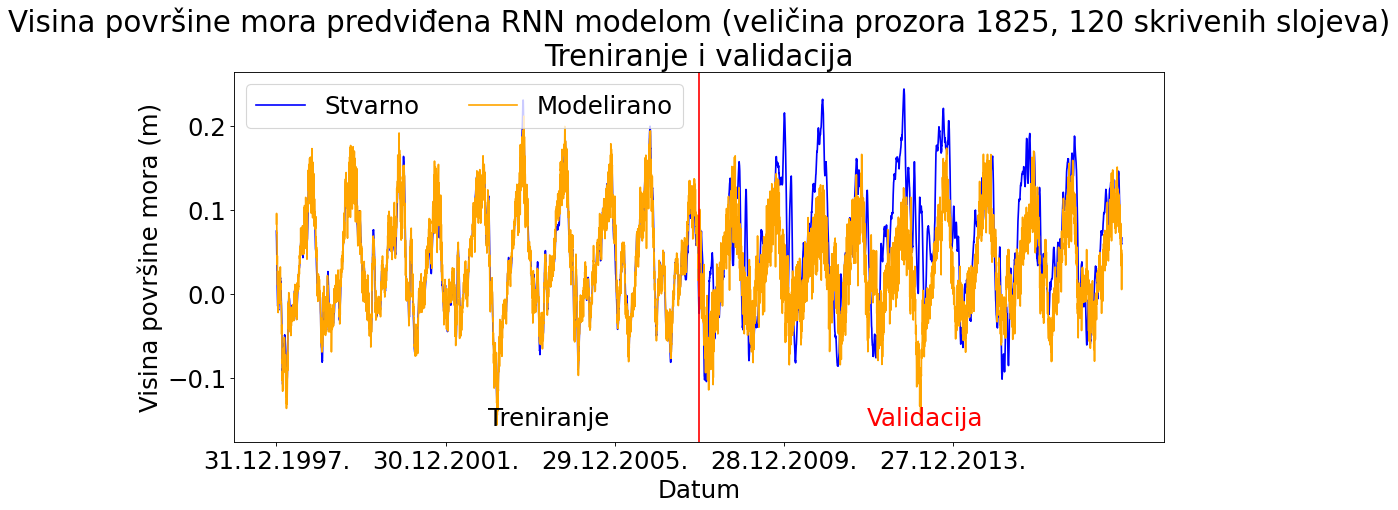 Visina površine mora predviđena RNN modelom (veličina prozora 1825, 120 skrivenih slojeva)
Treniranje i validacija
Stvarno
Modelirano
Visina površine mora (m)
0.2
0.1
0.0
−0.1
Treniranje
Validacija
31.12.1997.
30.12.2001.
29.12.2005.
28.12.2009.
27.12.2013.
Datum